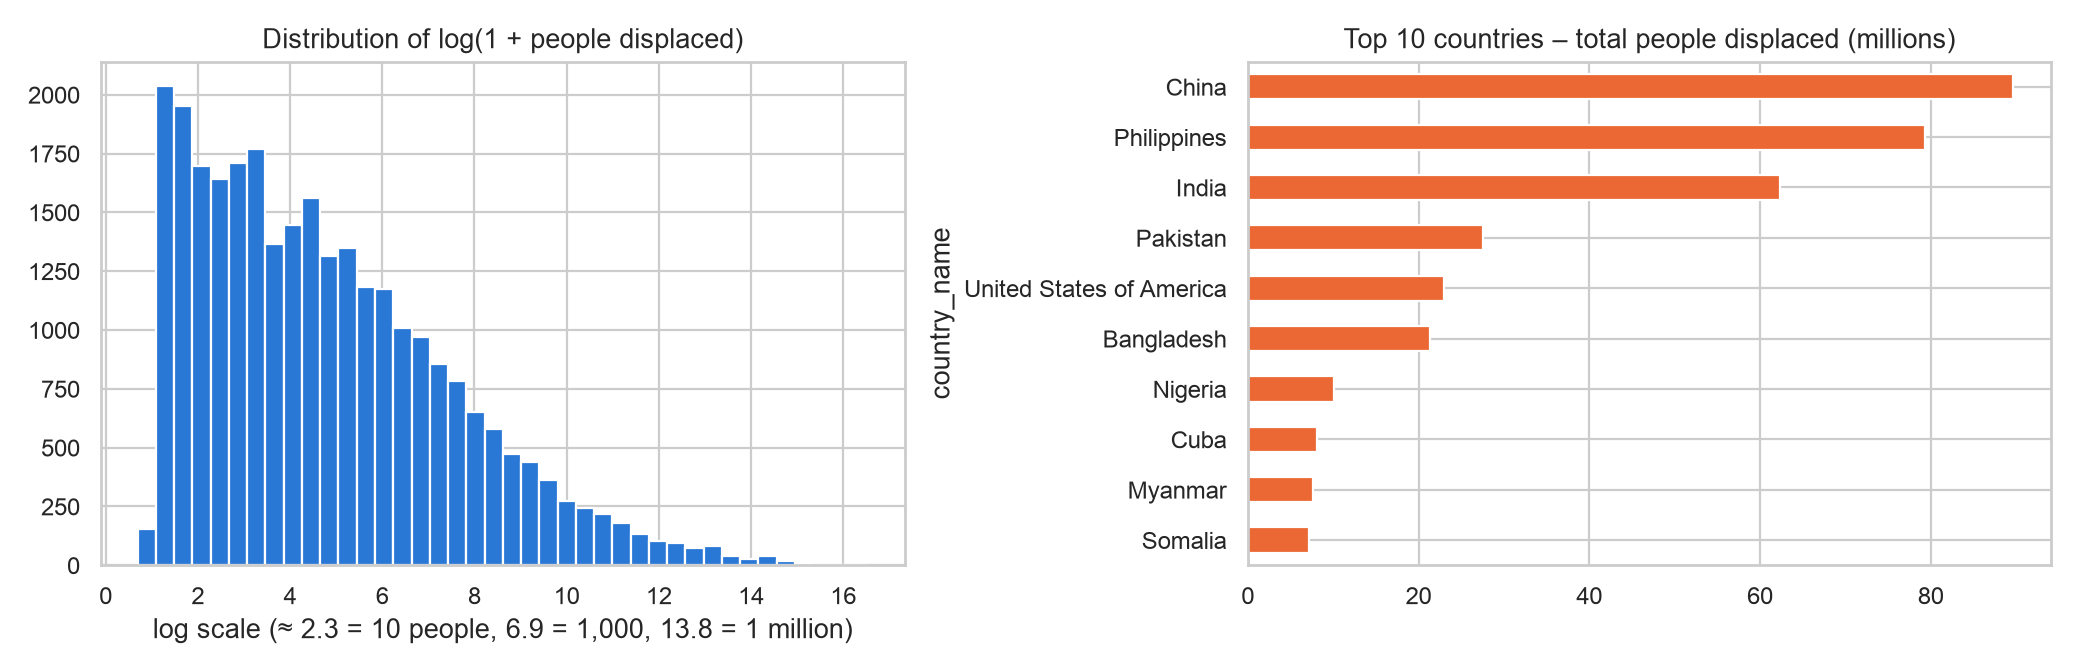 Distribution of log(1 + people displaced)
2000
1750
1500
1250
1000
750
500
250
0
0 2 4 6 8 10 12 14 16
log scale (≈ 2.3 = 10 people, 6.9 = 1,000, 13.8 = 1 million)
Top 10 countries – total people displaced (millions)
country_name
China
Philippines
India
Pakistan
United States of America
Bangladesh
Nigeria
Cuba
Myanmar
Somalia
0 20 40 60 80